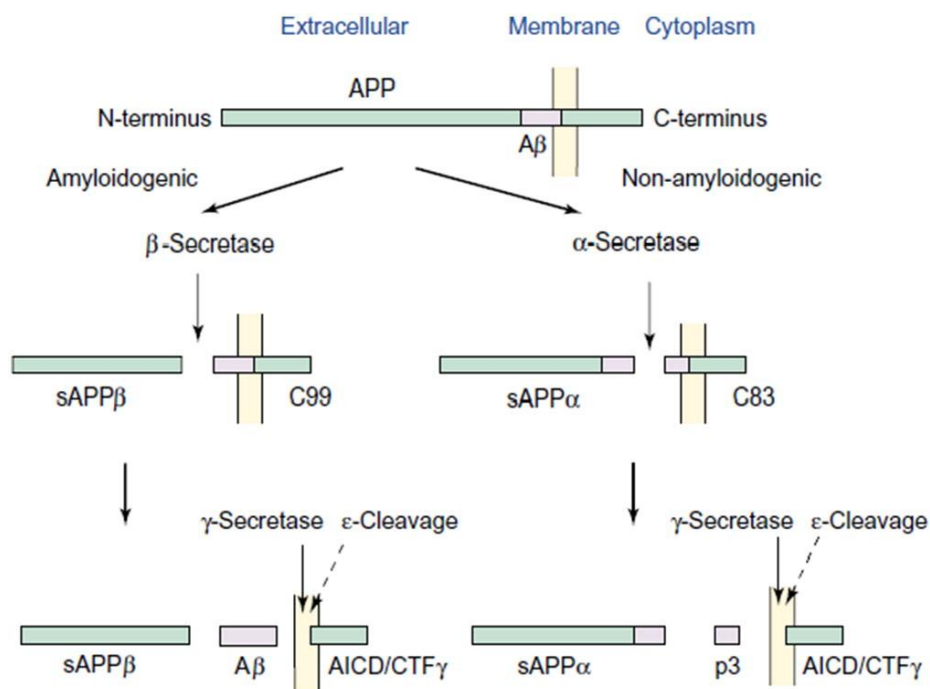 Extracellular Membrane Cytoplasm
APP
N-terminus C-terminus
Aβ
Amyloidogenic Non-amyloidogenic
β-Secretase α-Secretase
sAPPβ C99 sAPPα C83
γ-Secretase ε-Cleavage γ-Secretase ε-Cleavage
sAPPβ Aβ AICD/CTFγ sAPPα p3 AICD/CTFγ